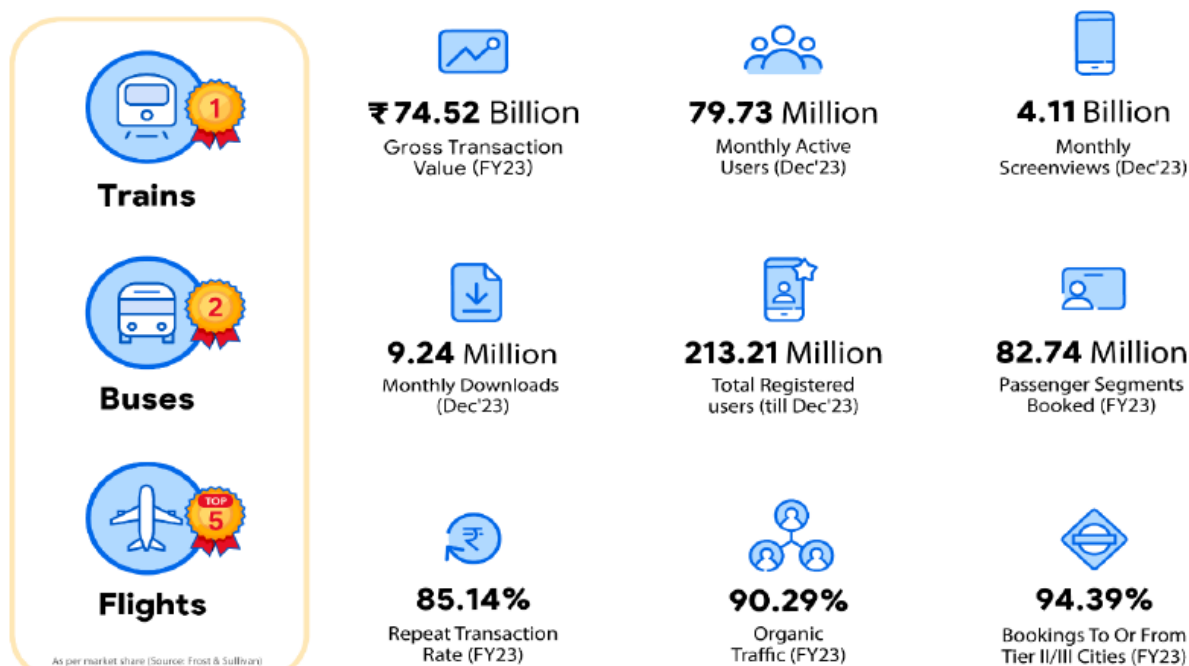 1
Trains
2
Buses
TOP
5
Flights
As per market share (Source: Frost & Sullivan)
₹ 74.52 Billion
Gross Transaction
Value (FY23)
79.73 Million
Monthly Active
Users (Dec'23)
4.11 Billion
Monthly
Screenviews (Dec'23)
9.24 Million
Monthly Downloads
(Dec'23)
213.21 Million
Total Registered
users (till Dec'23)
82.74 Million
Passenger Segments
Booked (FY23)
₹
85.14%
Repeat Transaction
Rate (FY23)
90.29%
Organic
Traffic (FY23)
94.39%
Bookings To Or From
Tier II/III Cities (FY23)